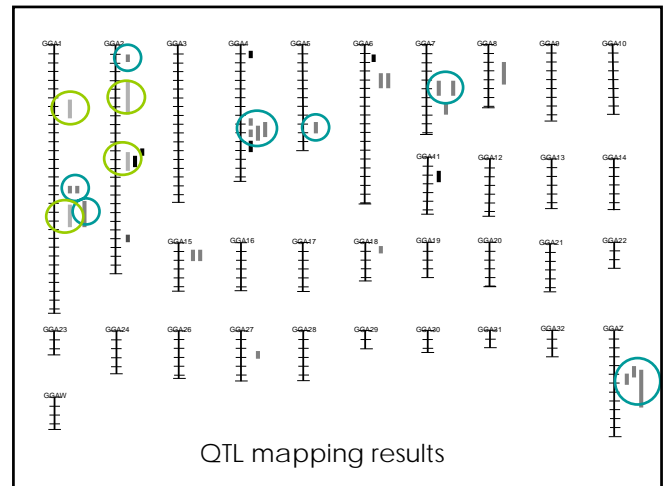 GGA1 GGA2 GGA3 GGA4 GGA5 GGA6 GGA7 GGA8 GGA9 GGA10
GGA11 GGA12 GGA13 GGA14
GGA15 GGA16 GGA17 GGA18 GGA19 GGA20 GGA21 GGA22
GGA23 GGA24 GGA26 GGA27 GGA28 GGA29 GGA30 GGA31 GGA32 GGAZ
GGAW
QTL mapping results